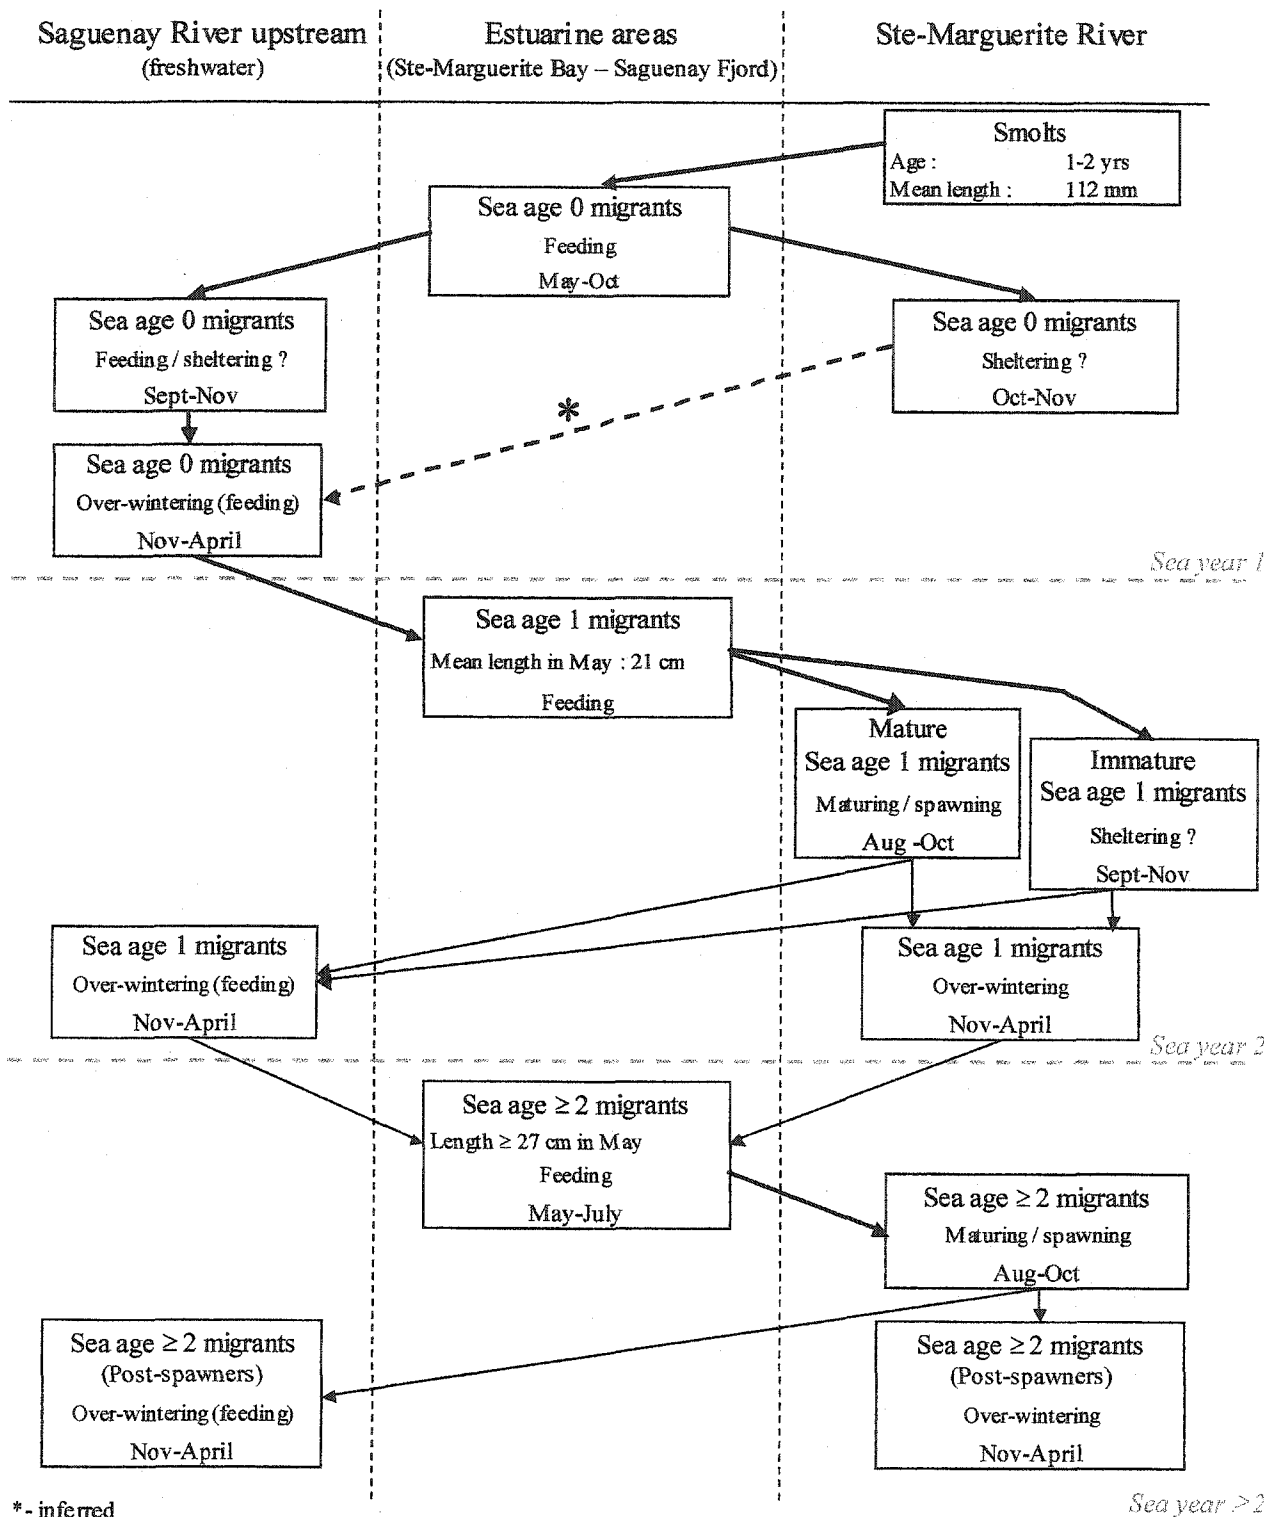 Saguenay River upstream
(freshwater)
Estuarine areas
(Ste-Marguerite Bay – Saguenay Fjord)
Ste-Marguerite River
Smolts
Age : 1-2 yrs
Mean length : 112 mm
Sea age 0 migrants
Feeding
May-Oct
Sea age 0 migrants
Feeding / sheltering ?
Sept-Nov
Sea age 0 migrants
Sheltering ?
Oct-Nov
*
Sea age 0 migrants
Over-wintering (feeding)
Nov-April
Sea year 1
Sea age 1 migrants
Mean length in May : 21 cm
Feeding
Mature
Sea age 1 migrants
Maturing / spawning
Aug -Oct
Immature
Sea age 1 migrants
Sheltering ?
Sept-Nov
Sea age 1 migrants
Over-wintering (feeding)
Nov-April
Sea age 1 migrants
Over-wintering
Nov-April
Sea year 2
Sea age ≥ 2 migrants
Length ≥ 27 cm in May
Feeding
May-July
Sea age ≥ 2 migrants
Maturing / spawning
Aug-Oct
Sea age ≥ 2 migrants
(Post-spawners)
Over-wintering (feeding)
Nov-April
Sea age ≥ 2 migrants
(Post-spawners)
Over-wintering
Nov-April
*- inferred
Sea year >2